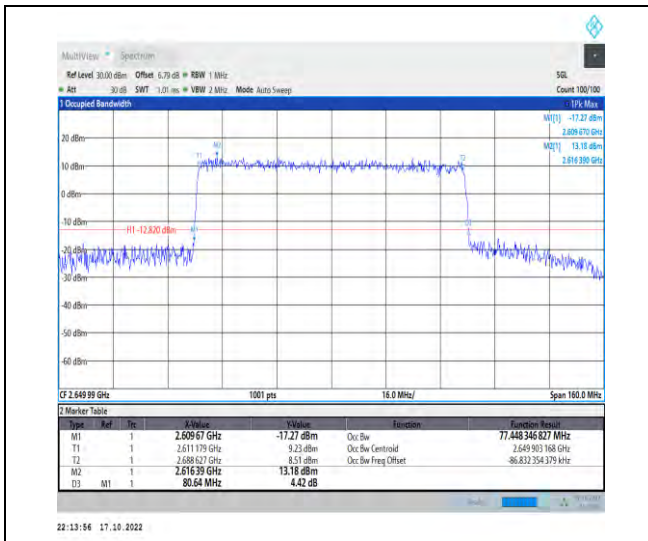 MultiView Spectrum
Ref Level 30.00 dBm Offset 6.79 dB RBW 1 MHz SGL
Att 30 dB SWT 1.01 ms VBW 2 MHz Mode Auto Sweep Count 100/100
1 Occupied Bandwidth 1Pk Max
M1[1] -17.27 dBm
2.609 670 GHz
M2[1] 13.18 dBm
2.616 390 GHz
20 dBm
M2
T1
10 dBm
0 dBm
-10 dBm
H1 -12.820 dBm
M1
-20 dBm
-30 dBm
-40 dBm
-50 dBm
-60 dBm
CF 2.649 99 GHz 1001 pts 16.0 MHz/ Span 160.0 MHz
2 Marker Table
Type Ref Trc X-Value Y-Value Function Function Result
M1 1 2.609 67 GHz -17.27 dBm Occ Bw 77.448 346 827 MHz
T1 1 2.611 179 GHz 9.23 dBm Occ Bw Centroid 2.649 903 168 GHz
T2 1 2.688 627 GHz 8.51 dBm Occ Bw Freq Offset -86.832 354 379 kHz
M2 1 2.616 39 GHz 13.18 dBm
D3 M1 1 80.64 MHz 4.42 dB
22:13:56 17.10.2022